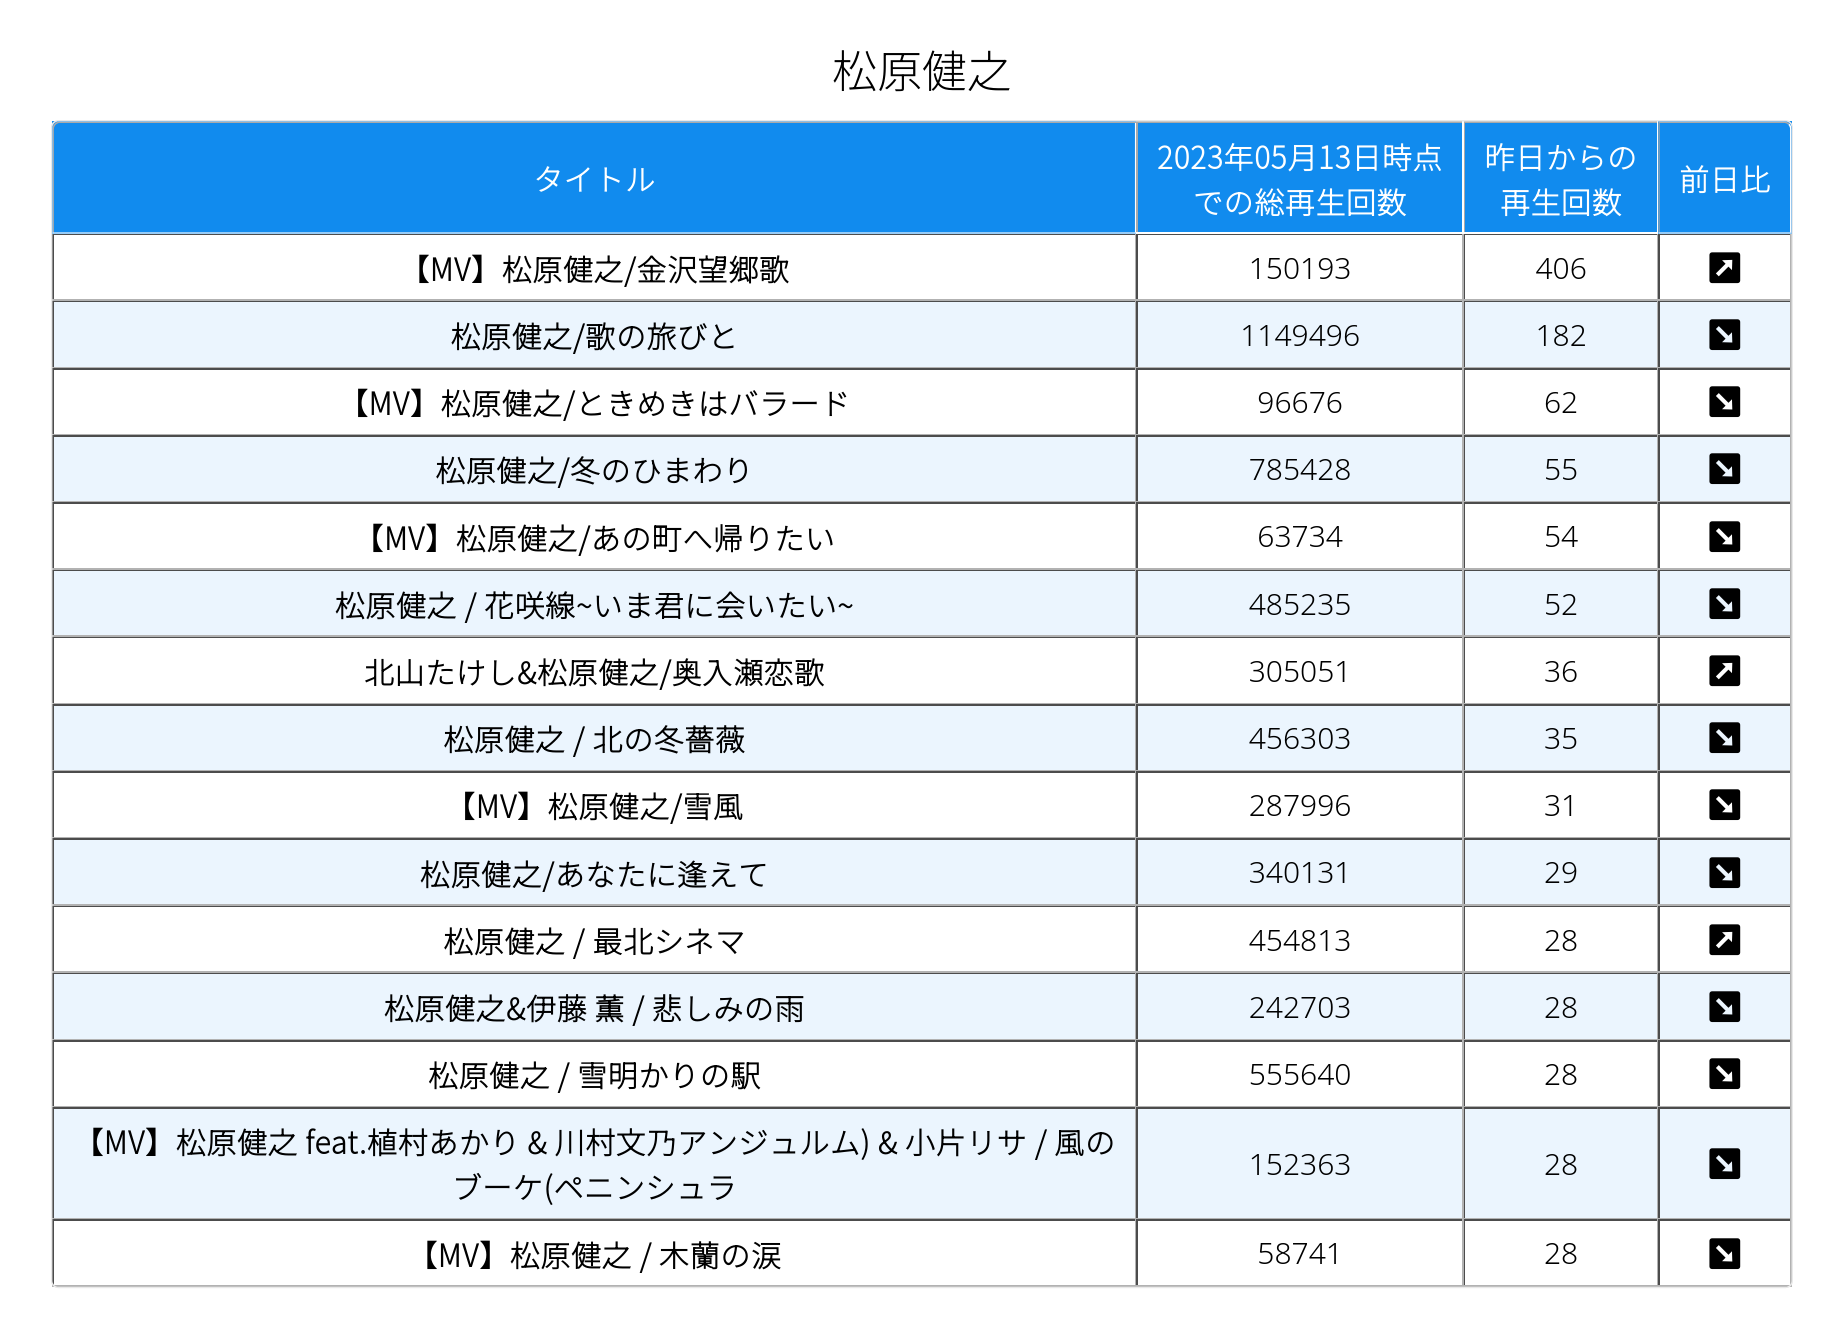 松原健之
タイトル
2023年05月13日時点
での総再生回数
昨日からの
再生回数
前日比
【MV】松原健之/金沢望郷歌 150193 406
松原健之/歌の旅びと 1149496 182
【MV】松原健之/ときめきはバラード 96676 62
松原健之/冬のひまわり 785428 55
【MV】松原健之/あの町へ帰りたい 63734 54
松原健之 / 花咲線~いま君に会いたい~ 485235 52
北山たけし&松原健之/奥入瀬恋歌 305051 36
松原健之 / 北の冬薔薇 456303 35
【MV】松原健之/雪風 287996 31
松原健之/あなたに逢えて 340131 29
松原健之 / 最北シネマ 454813 28
松原健之&伊藤 薫 / 悲しみの雨 242703 28
松原健之 / 雪明かりの駅 555640 28
【MV】松原健之 feat.植村あかり & 川村文乃アンジュルム) & 小片リサ / 風の
ブーケ(ペニンシュラ 152363 28
【MV】松原健之 / 木蘭の涙 58741 28